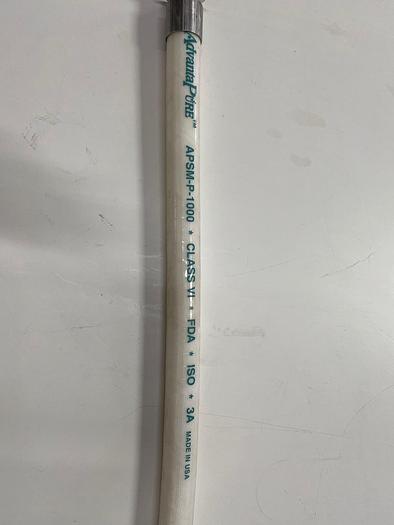 AdvantaPURE™ APSM-P-1000 * CLASS VI * FDA * ISO * 3A MADE IN USA